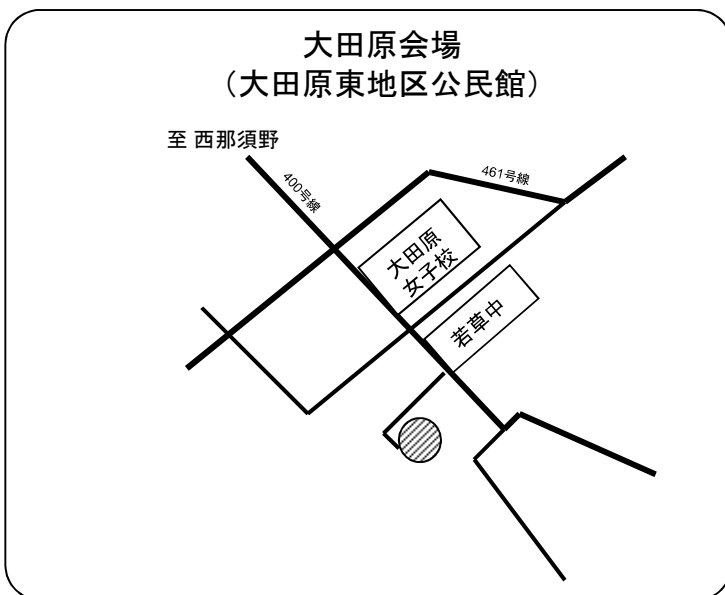 大田原会場
（大田原東地区公民館）
至 西那須野
400号線
461号線
大田原
女子校
若草中